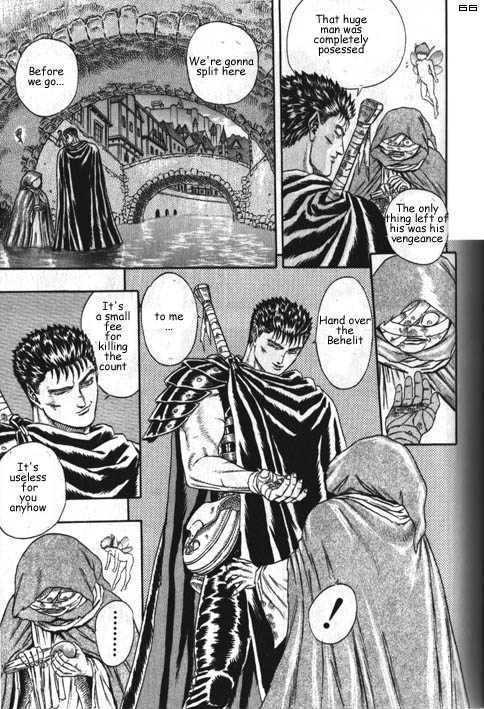 66
That huge
man was
completely
posessed
The only
thing left of
his was his
vengeance
We're gonna
split here
Before
we go...
Hand over
the
Behelit
to me
...
It's
a small
fee
for
killing
the
count
It's
useless
for
you
anyhow
!
........